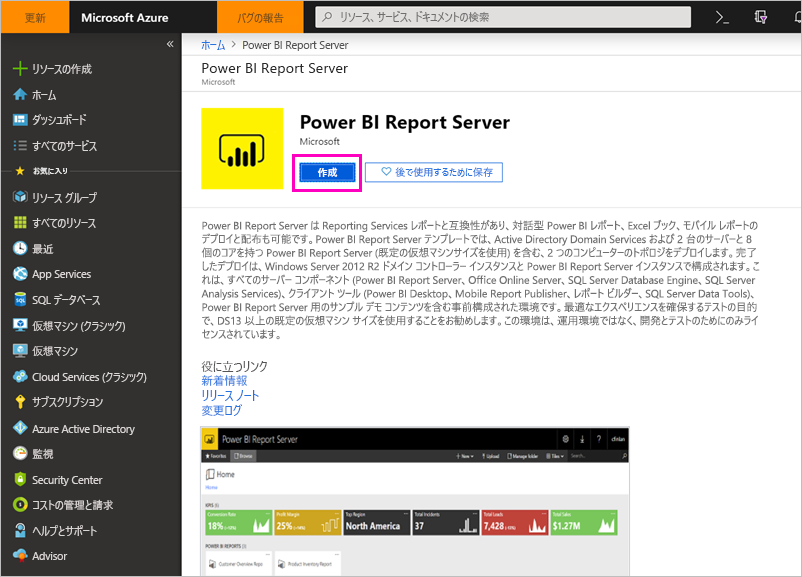 更新
Microsoft Azure
バグの報告
リソース、サービス、ドキュメントの検索
ホーム > Power BI Report Server
Power BI Report Server
Microsoft
リソースの作成
ホーム
ダッシュボード
すべてのサービス
お気に入り
リソース グループ
すべてのリソース
最近
App Services
SQL データベース
仮想マシン (クラシック)
仮想マシン
Cloud Services (クラシック)
サブスクリプション
Azure Active Directory
監視
Security Center
コストの管理と請求
ヘルプとサポート
Advisor
Power BI Report Server
Microsoft
作成
後で使用するために保存
Power BI Report Server は Reporting Services レポートと互換性があり、対話型 Power BI レポート、Excel ブック、モバイル レポートの
デプロイと配布も可能です。Power BI Report Server テンプレートでは、Active Directory Domain Services および 2 台のサーバーと 8
個のコアを持つ Power BI Report Server (既定の仮想マシンサイズを使用) を含む、2 つのコンピューターのトポロジをデプロイします。完了
したデプロイは、Windows Server 2012 R2 ドメイン コントローラー インスタンスと Power BI Report Server インスタンスで構成されます。こ
れは、すべてのサーバー コンポーネント (Power BI Report Server、Office Online Server、SQL Server Database Engine、SQL Server
Analysis Services)、クライアント ツール (Power BI Desktop、Mobile Report Publisher、レポート ビルダー、SQL Server Data Tools)、
Power BI Report Server 用のサンプル デモ コンテンツを含む事前構成された環境です。最適なエクスペリエンスを確保するテストの目的
で、DS13 以上の既定の仮想マシン サイズを使用することをお勧めします。この環境は、運用環境ではなく、開発とテストのためにのみライ
センスされています。
役に立つリンク
新着情報
リリース ノート
変更ログ
Power BI Report Server
? cfinlan
Favorites Browse
+ New Upload Manage folder Tiles Search...
Home
Home
KPIS (6)
Conversion Rate
18%
Profit Margin
25%
Top Region
North America
Total Incidents
37
Total Leads
7,428
Total Sales
$1.27M
POWER BI REPORTS
Customer Overview Repo
Product Inventory Report